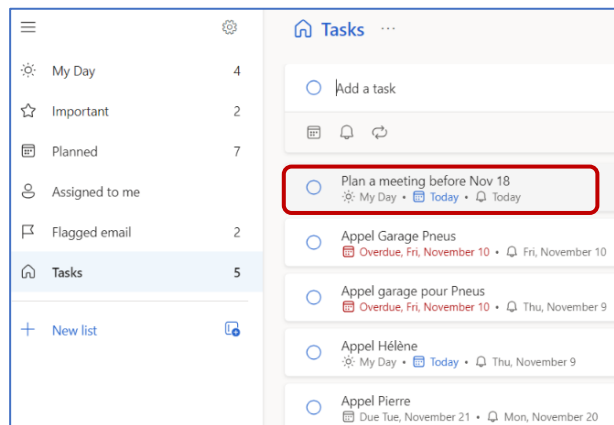 My Day 4
Important 2
Planned 7
Assigned to me
Flagged email 2
Tasks 5
New list
Tasks ...
Add a task
Plan a meeting before Nov 18
My Day • Today • Today
Appel Garage Pneus
Overdue, Fri, November 10 • Fri, November 10
Appel garage pour Pneus
Overdue, Fri, November 10 • Thu, November 9
Appel Hélène
My Day • Today • Thu, November 9
Appel Pierre
Due Tue, November 21 • Mon, November 20